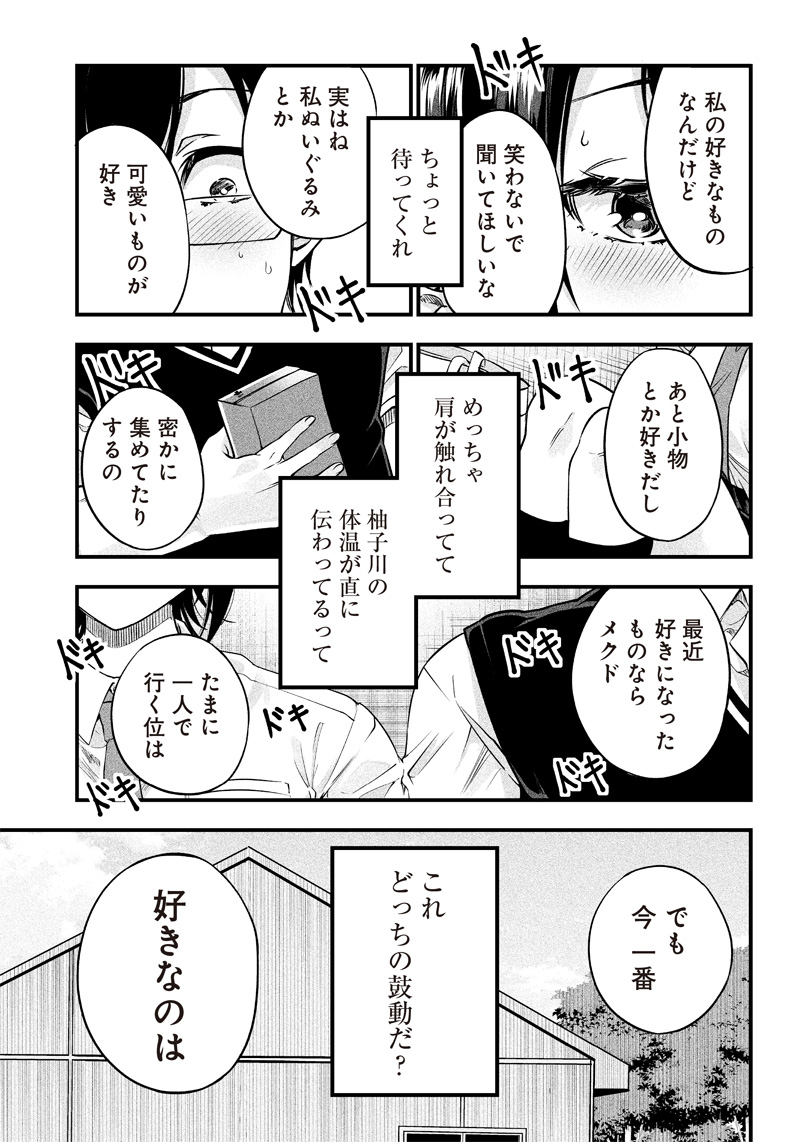 ドキ
私の好きなもの
なんだけど
笑わないで
聞いてほしいな
ちょっと
待ってくれ
実はね
私ぬいぐるみ
とか
可愛いものが
好き
ドキ
あと小物
とか好きだし
ドキ
めっちゃ
肩が触れ合ってて
ドキ
密かに
集めてたり
するの
柚子川の
体温が直に
伝わってるって
最近
好きになった
ものなら
メクド
ドキ
ドキ
ドキ
たまに
一人で
行く位は
ドキ
ドキ
でも
今 一番
これ
どっちの鼓動だ?
好きなのは